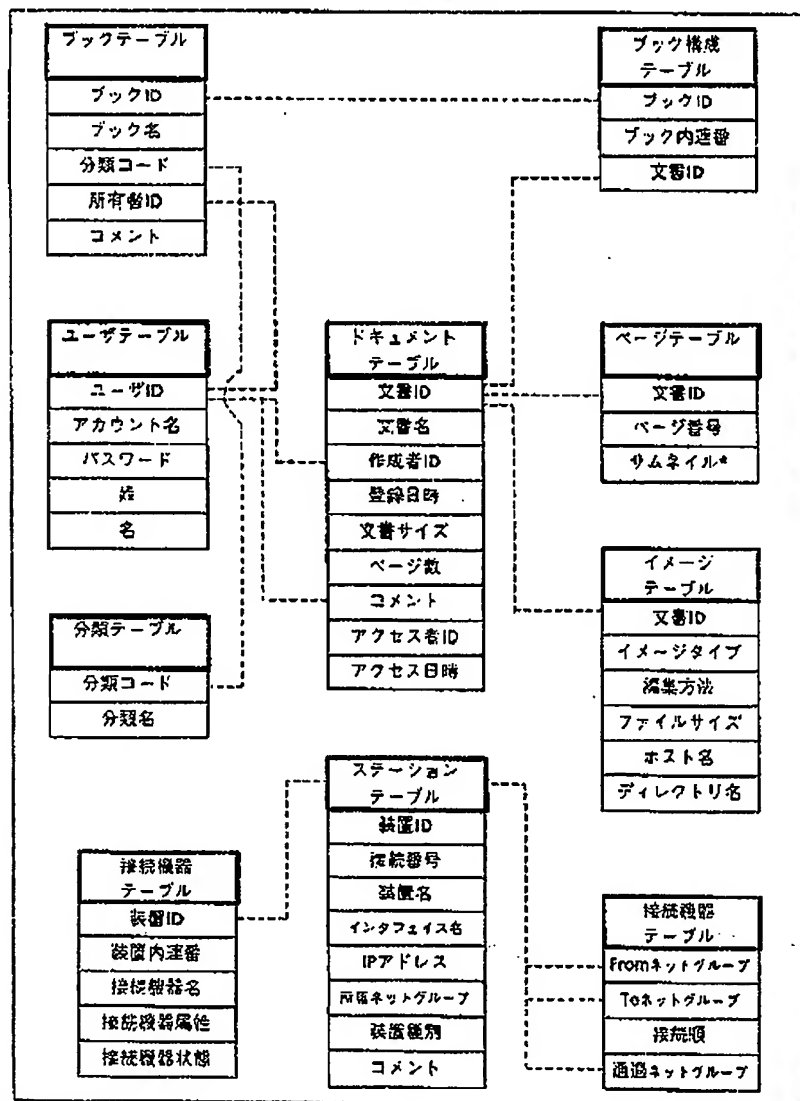 ブックテーブル
ブックID
ブック名
分類コード
所有者ID
コメント
ブック構成
テーブル
ブックID
ブック内連番
文書ID
ユーザテーブル
ユーザID
アカウント名
パスワード
姓
名
ドキュメント
テーブル
文書ID
文書名
作成者ID
登録日時
文書サイズ
ページ数
コメント
アクセス者ID
アクセス日時
ページテーブル
文書ID
ページ番号
サムネイル*
分類テーブル
分類コード
分類名
イメージ
テーブル
文書ID
イメージタイプ
編集方法
ファイルサイズ
ホスト名
ディレクトリ名
ステーション
テーブル
装置ID
接続番号
装置名
インタフェイス名
IPアドレス
所属ネットグループ
装置種別
コメント
接続機器
テーブル
装置ID
装置内連番
接続機器名
接続機器属性
接続機器状態
接続機器
テーブル
Fromネットグループ
Toネットグループ
接続順
通過ネットグループ